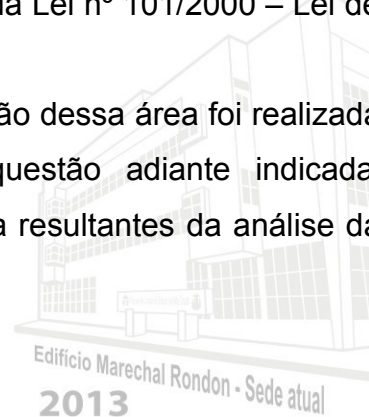 da Lei nº 101/2000 – Lei de
ão dessa área foi realizada
questão adiante indicada
a resultantes da análise da
Edifício Marechal Rondon - Sede atual
2013